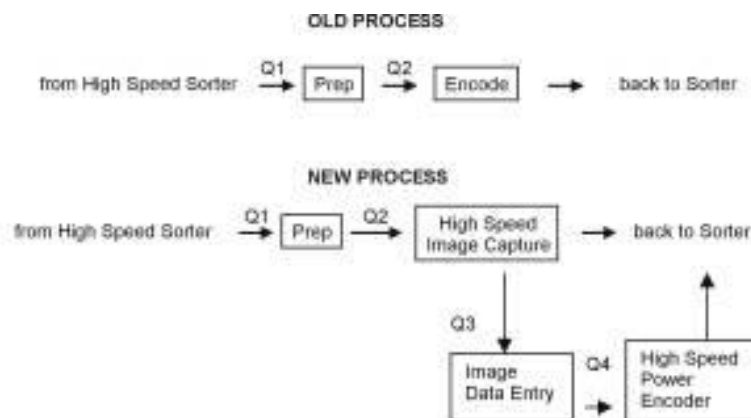 OLD PROCESS
Q1 Q2
from High Speed Sorter Prep Encode back to Sorter
NEW PROCESS
Q1 Q2
from High Speed Sorter Prep High Speed Image Capture back to Sorter
Q3
Image Data Entry
Q4
High Speed Power Encoder